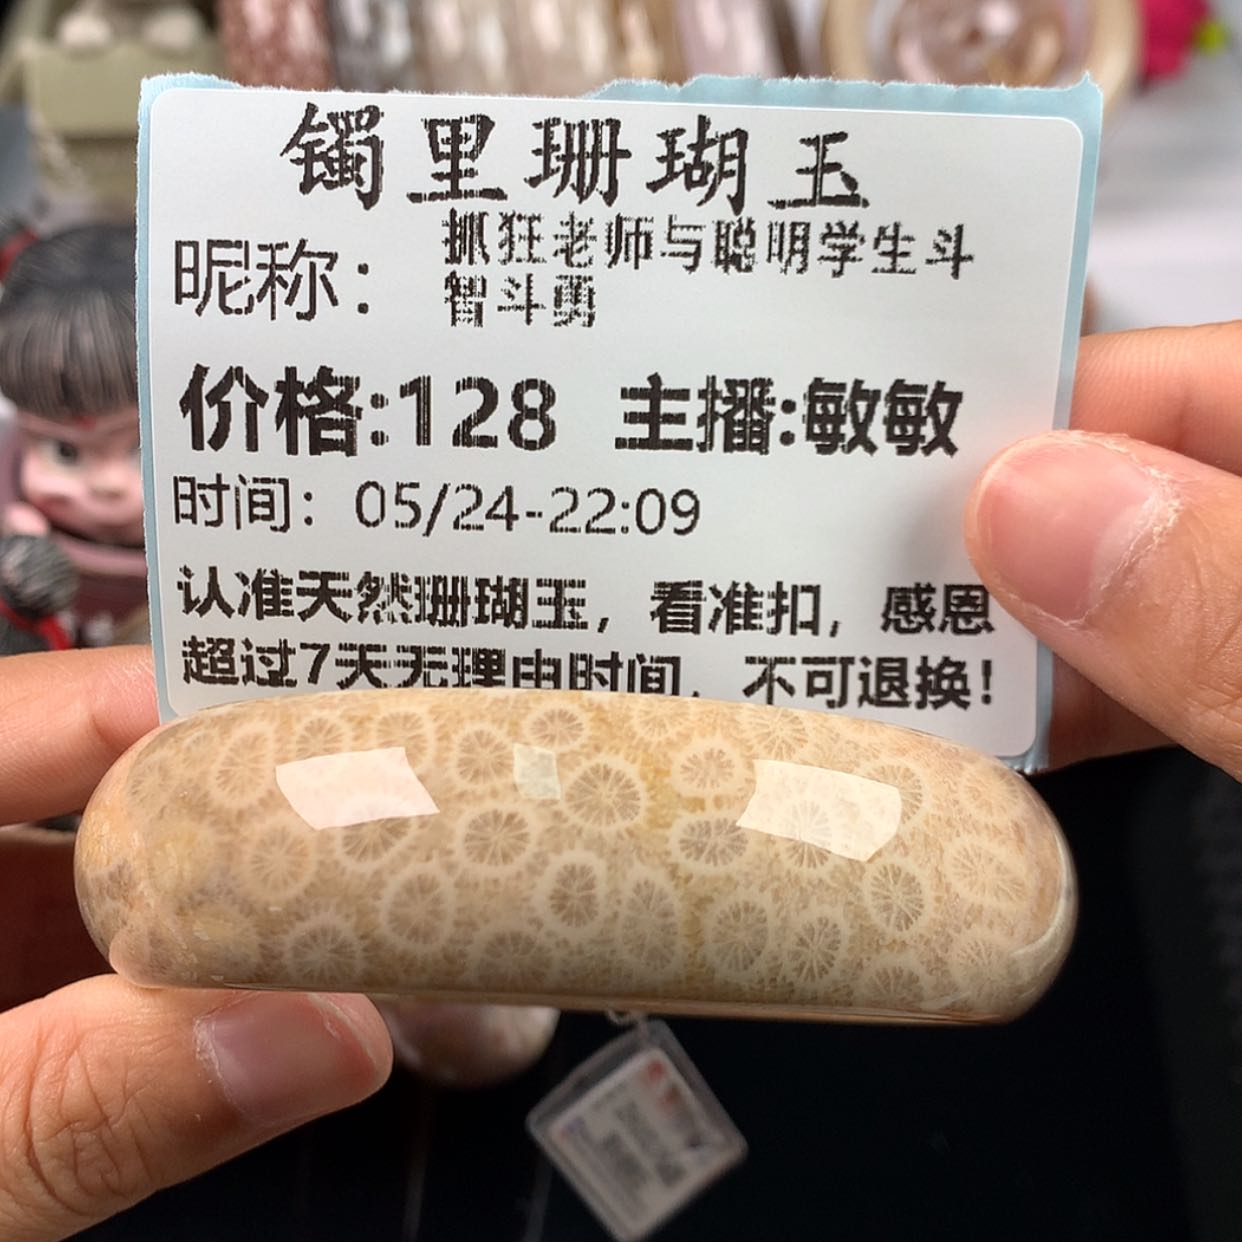 镯里珊瑚玉
昵称：抓狂老师与聪明学生斗
智斗勇
价格:128 主播:敏敏
时间：05/24-22:09
认准天然珊瑚玉，看准扣，感恩
超过7天无理由时间，不可退换！